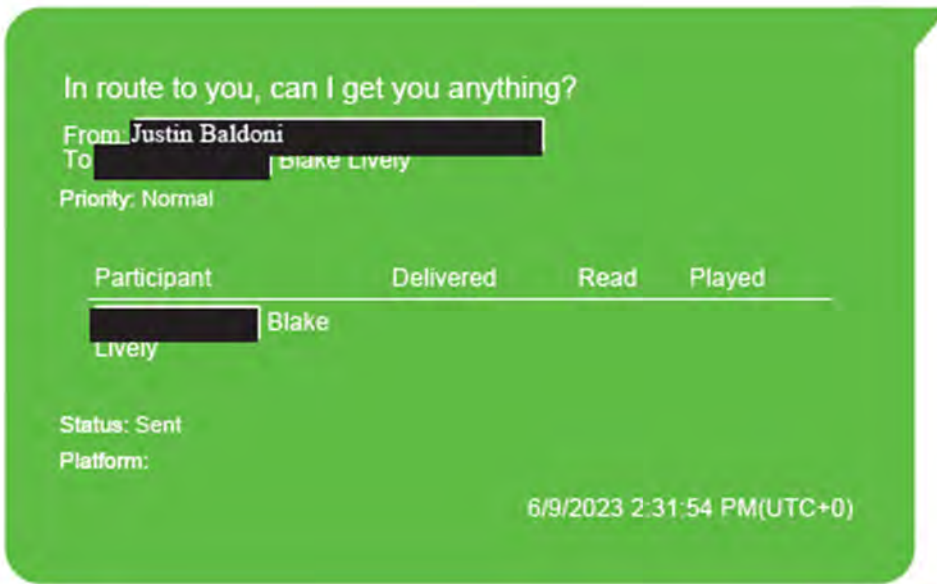 In route to you, can I get you anything?
From: Justin Baldoni
To Blake Lively
Priority: Normal
Participant Delivered Read Played
Blake
Lively
Status: Sent
Platform:
6/9/2023 2:31:54 PM(UTC+0)